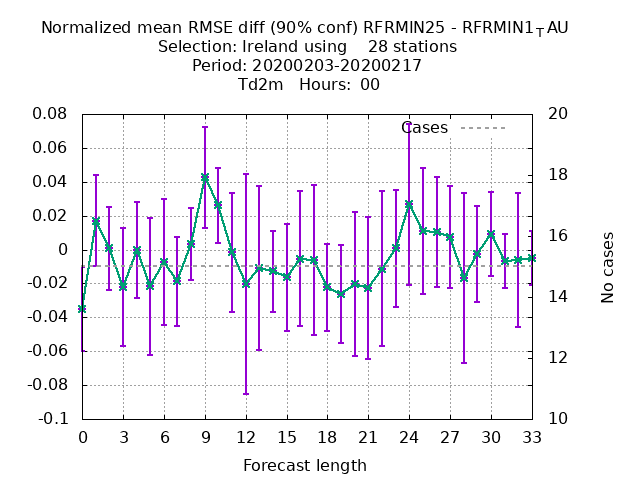 Normalized mean RMSE diff (90% conf) RFRMIN25 - RFRMIN1_TAU
Selection: Ireland using 28 stations
Period: 20200203-20200217
Td2m Hours: 00
Cases
0.08
0.06
0.04
0.02
0
-0.02
-0.04
-0.06
-0.08
-0.1
20
18
16
14
12
10
No cases
0 3 6 9 12 15 18 21 24 27 30 33
Forecast length